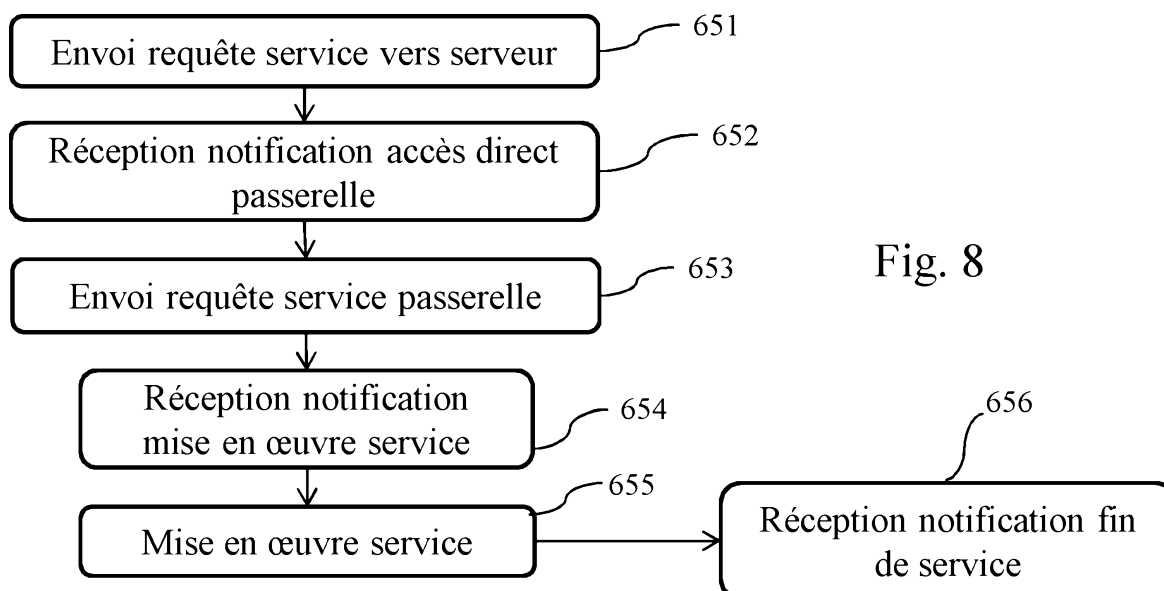 Envoi requête service vers serveur
651
Réception notification accès direct
passerelle
652
Envoi requête service passerelle
653
Fig. 8
Réception notification
mise en œuvre service
654
Mise en œuvre service
655
656
Réception notification fin
de service